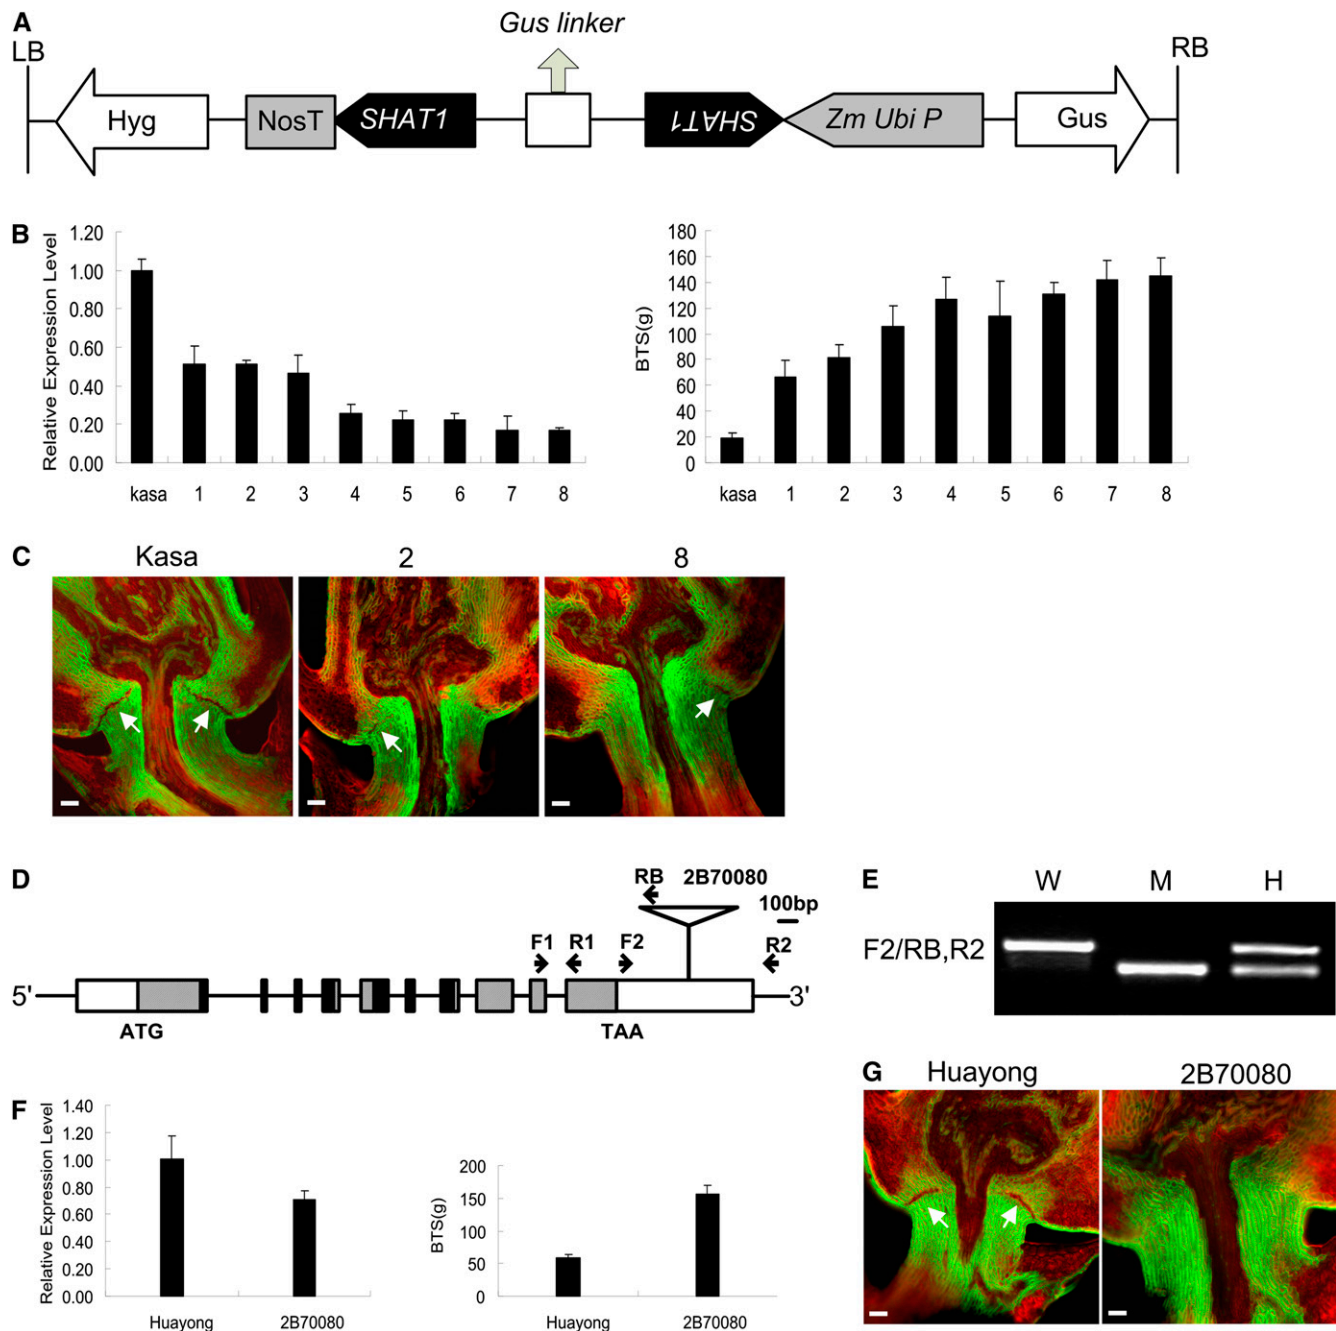 A
Gus linker
LB
RB
Hyg
NosT
SHAT1
SHAT1
Zm Ubi P
Gus
B
Relative Expression Level
1.20
1.00
0.80
0.60
0.40
0.20
0.00
kasa 1 2 3 4 5 6 7 8
BTS(g)
180
160
140
120
100
80
60
40
20
0
kasa 1 2 3 4 5 6 7 8
C
Kasa 2 8
D
RB 2B70080
100bp
F1 R1 F2 R2
5' 3'
ATG TAA
E
W M H
F2/RB,R2
F
Relative Expression Level
1.40
1.20
1.00
0.80
0.60
0.40
0.20
0.00
Huayong 2B70080
BTS(g)
200
150
100
50
0
Huayong 2B70080
G
Huayong 2B70080